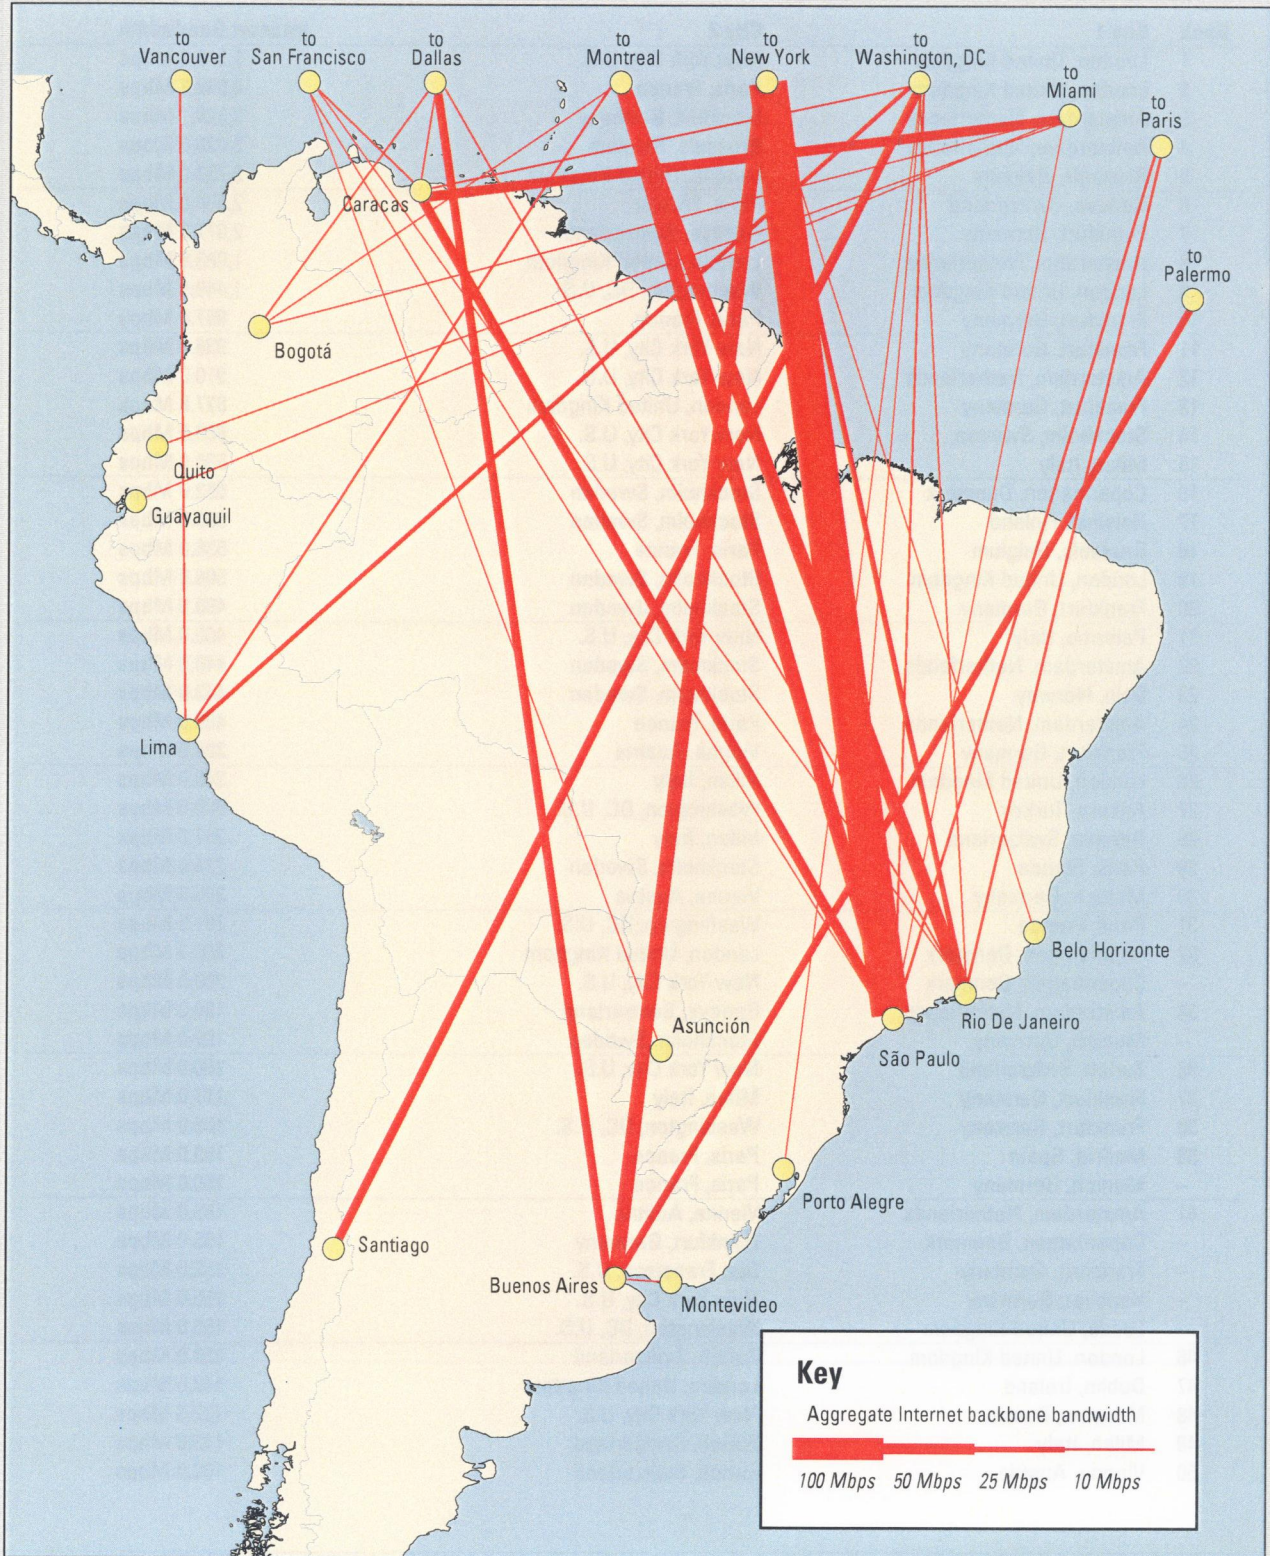 to
Vancouver
to
San Francisco
to
Dallas
to
Montreal
to
New York
to
Washington, DC
to
Miami
to
Paris
to
Palermo
Caracas
Bogotá
Quito
Guayaquil
Lima
Belo Horizonte
Rio De Janeiro
São Paulo
Asunción
Porto Alegre
Santiago
Buenos Aires
Montevideo
Key
Aggregate Internet backbone bandwidth
100 Mbps 50 Mbps 25 Mbps 10 Mbps